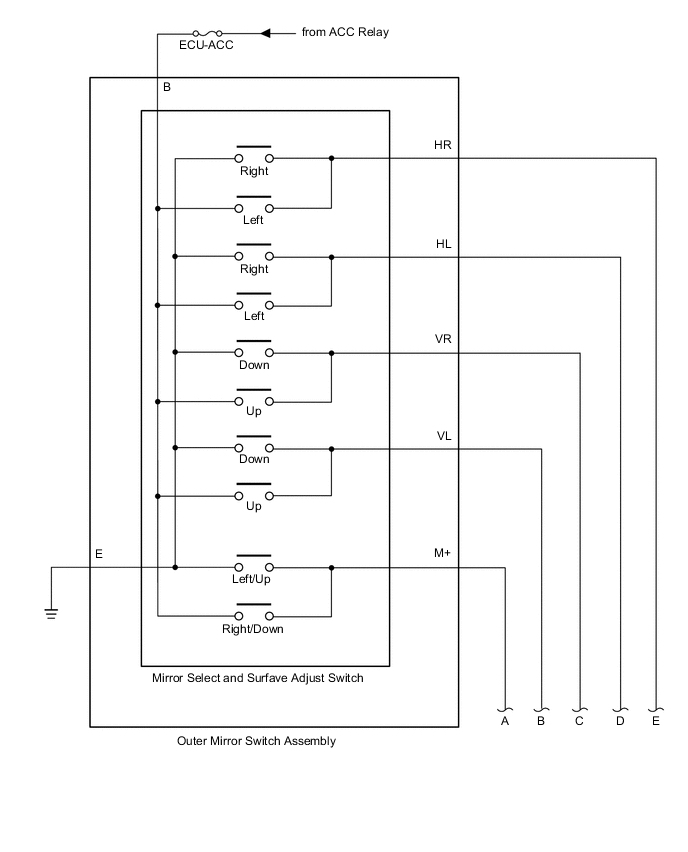 from ACC Relay
ECU-ACC
B
HR
Right
Left
HL
Right
Left
VR
Down
Up
VL
Down
Up
E
M+
Left/Up
Right/Down
Mirror Select and Surfave Adjust Switch
A B C D E
Outer Mirror Switch Assembly